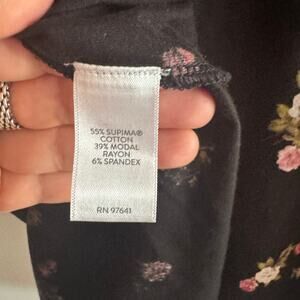 55% SUPIMA®
COTTON
39% MODAL
RAYON
6% SPANDEX
RN 97641